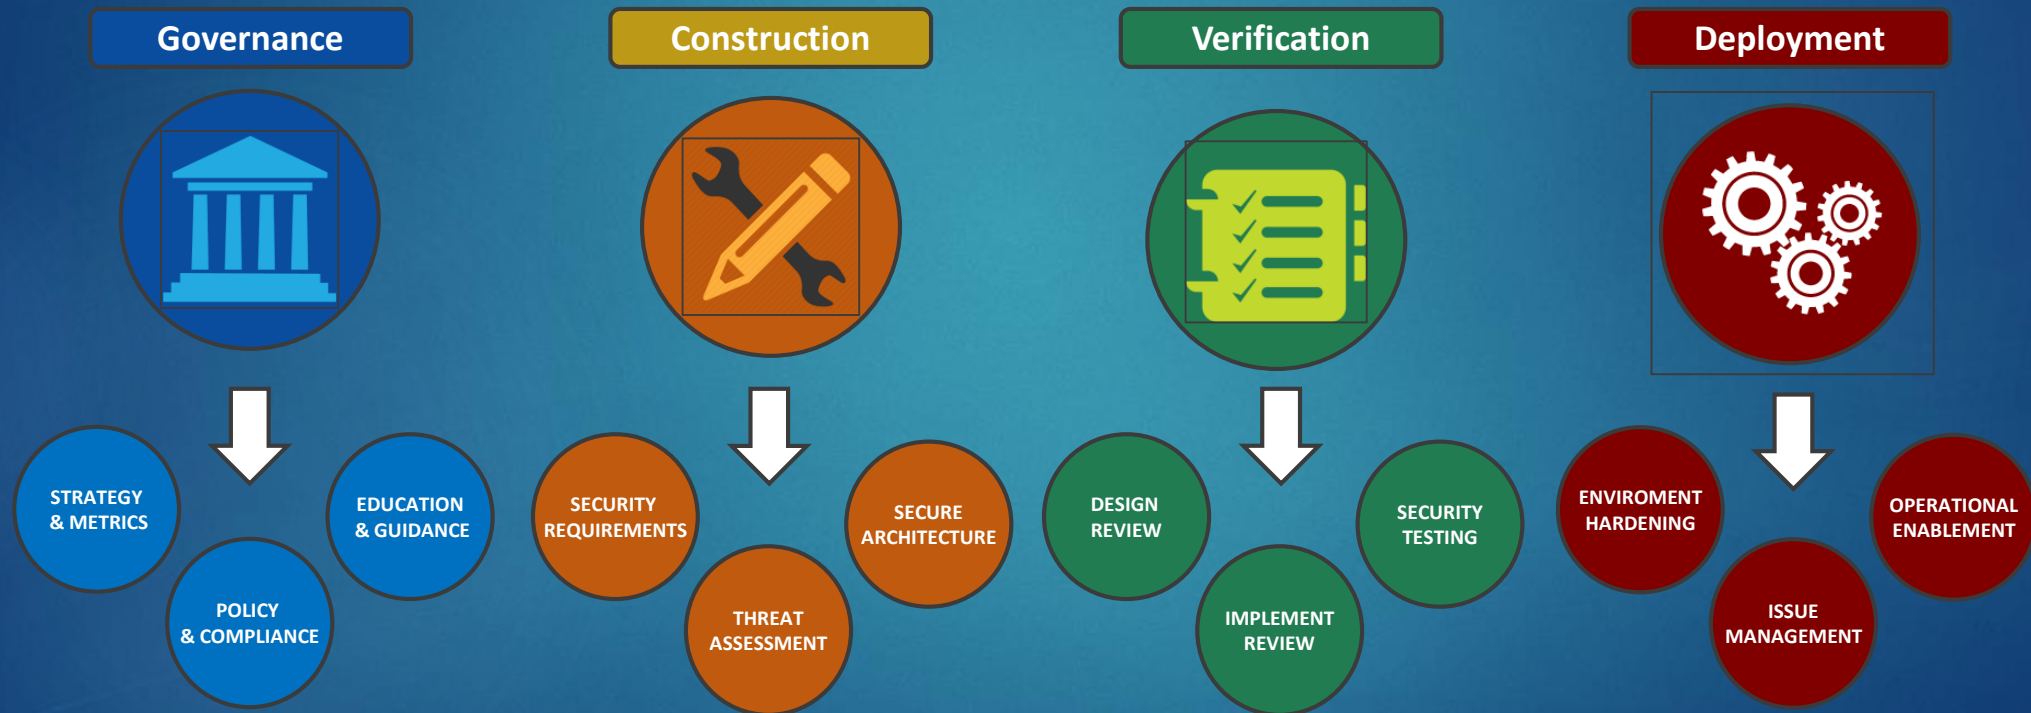 Governance
STRATEGY
& METRICS
POLICY
& COMPLIANCE
EDUCATION
& GUIDANCE
Construction
SECURITY
REQUIREMENTS
THREAT
ASSESSMENT
SECURE
ARCHITECTURE
Verification
DESIGN
REVIEW
IMPLEMENT
REVIEW
SECURITY
TESTING
Deployment
ENVIROMENT
HARDENING
ISSUE
MANAGEMENT
OPERATIONAL
ENABLEMENT